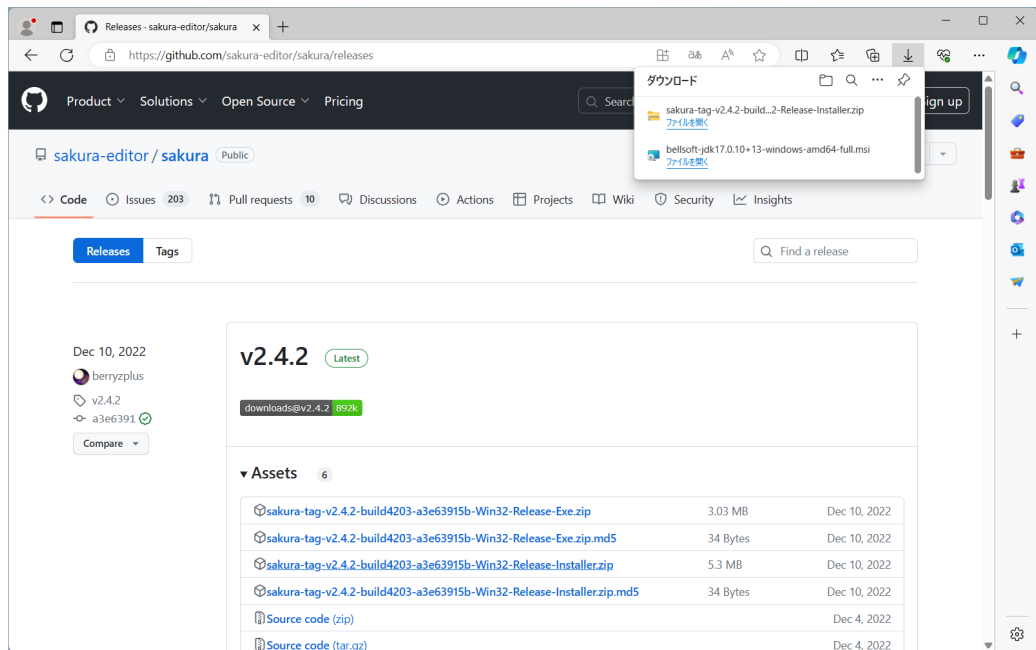 Releases · sakura-editor/sakura
https://github.com/sakura-editor/sakura/releases
ダウンロード
sakura-tag-v2.4.2-build...2-Release-Installer.zip
ファイルを開く
bellsoft-jdk17.0.10+13-windows-amd64-full.msi
ファイルを開く
Product Solutions Open Source Pricing
sakura-editor / sakura Public
Code Issues 203 Pull requests 10 Discussions Actions Projects Wiki Security Insights
Releases Tags Find a release
Dec 10, 2022
berryzplus
v2.4.2
a3e6391
Compare
v2.4.2 Latest
downloads@v2.4.2 892k
Assets 6
sakura-tag-v2.4.2-build4203-a3e63915b-Win32-Release-Exe.zip 3.03 MB Dec 10, 2022
sakura-tag-v2.4.2-build4203-a3e63915b-Win32-Release-Exe.zip.md5 34 Bytes Dec 10, 2022
sakura-tag-v2.4.2-build4203-a3e63915b-Win32-Release-Installer.zip 5.3 MB Dec 10, 2022
sakura-tag-v2.4.2-build4203-a3e63915b-Win32-Release-Installer.zip.md5 34 Bytes Dec 10, 2022
Source code (zip) Dec 4, 2022
Source code (tar.gz) Dec 4, 2022